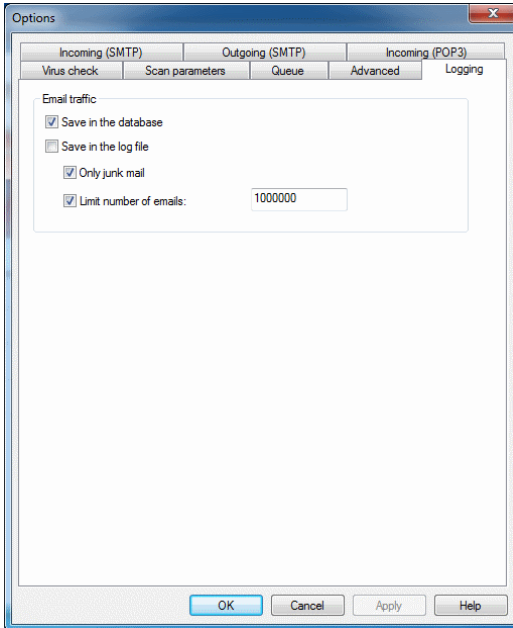 Options
Incoming (SMTP) Outgoing (SMTP) Incoming (POP3)
Virus check Scan parameters Queue Advanced Logging
Email traffic
Save in the database
Save in the log file
Only junk mail
Limit number of emails: 1000000
OK Cancel Apply Help